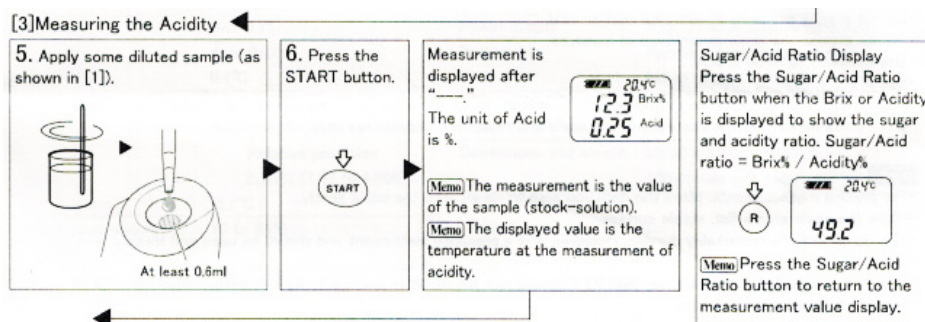 [3]Measuring the Acidity
5. Apply some diluted sample (as
shown in [1]).
At least 0.6ml
6. Press the
START button.
START
Measurement is
displayed after
"---."
The unit of Acid
is %.
20.4℃
12.3 Brix%
0.25 Acid
Memo The measurement is the value
of the sample (stock-solution).
Memo The displayed value is the
temperature at the measurement of
acidity.
Sugar/Acid Ratio Display
Press the Sugar/Acid Ratio
button when the Brix or Acidity
is displayed to show the sugar
and acidity ratio. Sugar/Acid
ratio = Brix% / Acidity%
R
20.4℃
49.2
Memo Press the Sugar/Acid
Ratio button to return to the
measurement value display.